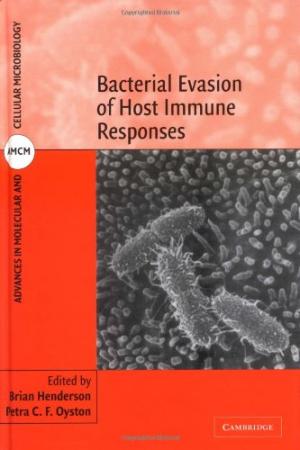 Bacterial Evasion
of Host Immune
Responses
ADVANCES IN MOLECULAR AND
CELLULAR MICROBIOLOGY
AMCM
Edited by
Brian Henderson
Petra C. F. Oyston
CAMBRIDGE